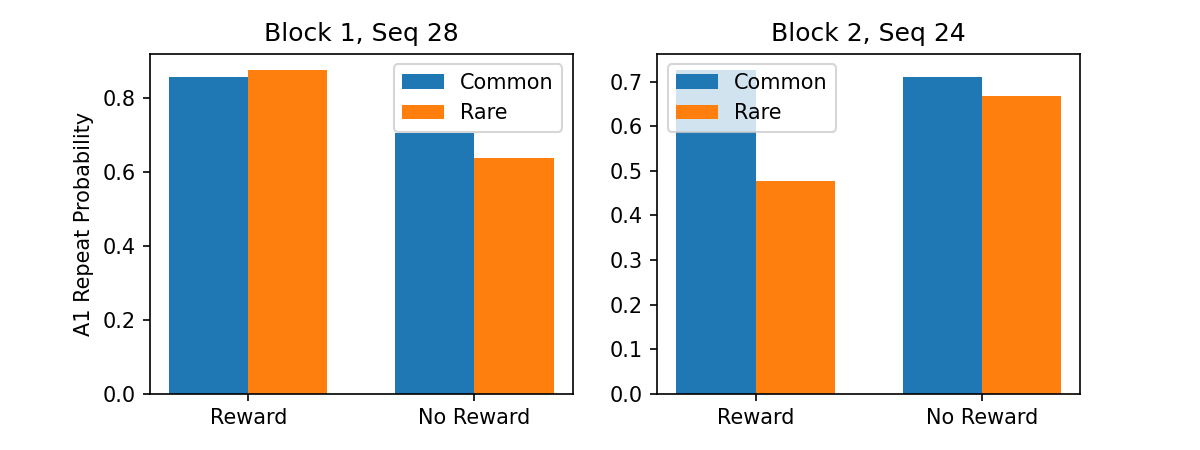 Block 1, Seq 28
A1 Repeat Probability
0.8
0.6
0.4
0.2
0.0
Common
Rare
Reward
No Reward
Block 2, Seq 24
0.7
0.6
0.5
0.4
0.3
0.2
0.1
0.0
Common
Rare
Reward
No Reward